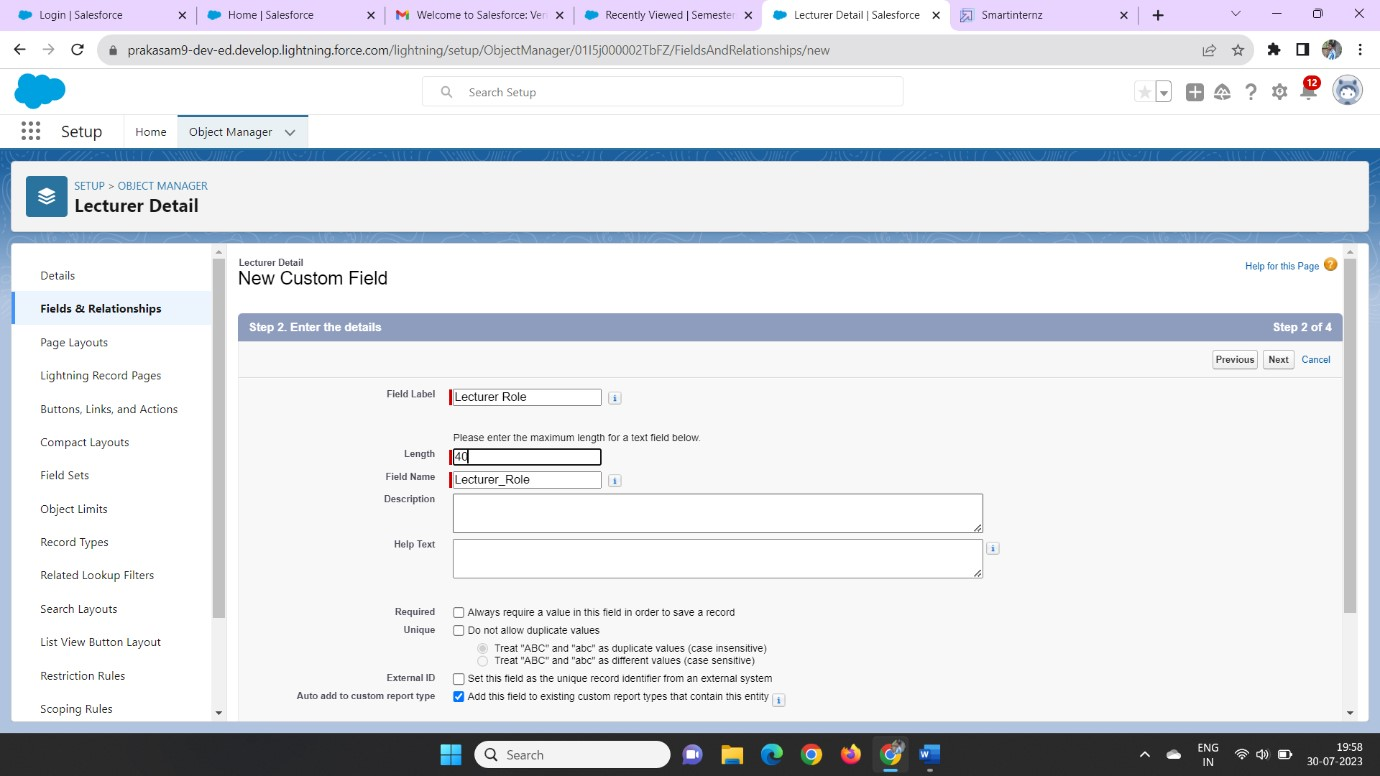 Login | Salesforce
Home | Salesforce
Welcome to Salesforce: Ver
Recently Viewed | Semester
Lecturer Detail | Salesforce
Smartinternz
prakasam9-dev-ed.develop.lightning.force.com/lightning/setup/ObjectManager/01I5j000002TbFZ/FieldsAndRelationships/new
Search Setup
12
Setup
Home
Object Manager
SETUP > OBJECT MANAGER
Lecturer Detail
Details
Fields & Relationships
Page Layouts
Lightning Record Pages
Buttons, Links, and Actions
Compact Layouts
Field Sets
Object Limits
Record Types
Related Lookup Filters
Search Layouts
List View Button Layout
Restriction Rules
Scoping Rules
Lecturer Detail
New Custom Field
Help for this Page
Step 2. Enter the details
Step 2 of 4
Previous Next Cancel
Field Label Lecturer Role
Please enter the maximum length for a text field below.
Length 40
Field Name Lecturer_Role
Description
Help Text
Required Always require a value in this field in order to save a record
Unique Do not allow duplicate values
Treat "ABC" and "abc" as duplicate values (case insensitive)
Treat "ABC" and "abc" as different values (case sensitive)
External ID Set this field as the unique record identifier from an external system
Auto add to custom report type Add this field to existing custom report types that contain this entity
Search
ENG
IN
19:58
30-07-2023